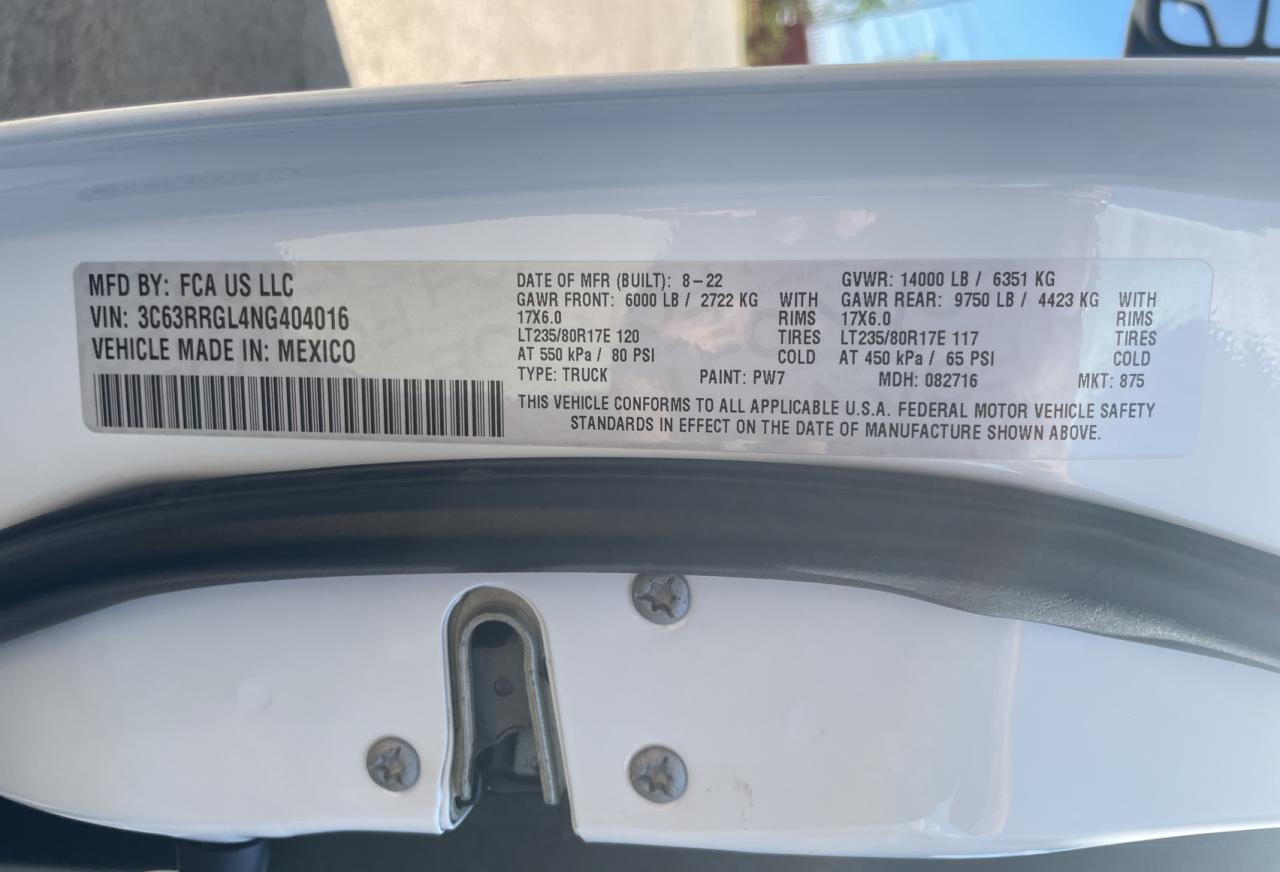 MFD BY: FCA US LLC
VIN: 3C63RRGL4NG404016
VEHICLE MADE IN: MEXICO
DATE OF MFR (BUILT): 8-22
GAWR FRONT: 6000 LB / 2722 KG WITH
17X6.0 RIMS
LT235/80R17E 120 TIRES
AT 550 kPa / 80 PSI COLD
GVWR: 14000 LB / 6351 KG
GAWR REAR: 9750 LB / 4423 KG WITH
17X6.0 RIMS
LT235/80R17E 117 TIRES
AT 450 kPa / 65 PSI COLD
TYPE: TRUCK PAINT: PW7 MDH: 082716 MKT: 875
THIS VEHICLE CONFORMS TO ALL APPLICABLE U.S.A. FEDERAL MOTOR VEHICLE SAFETY
STANDARDS IN EFFECT ON THE DATE OF MANUFACTURE SHOWN ABOVE.